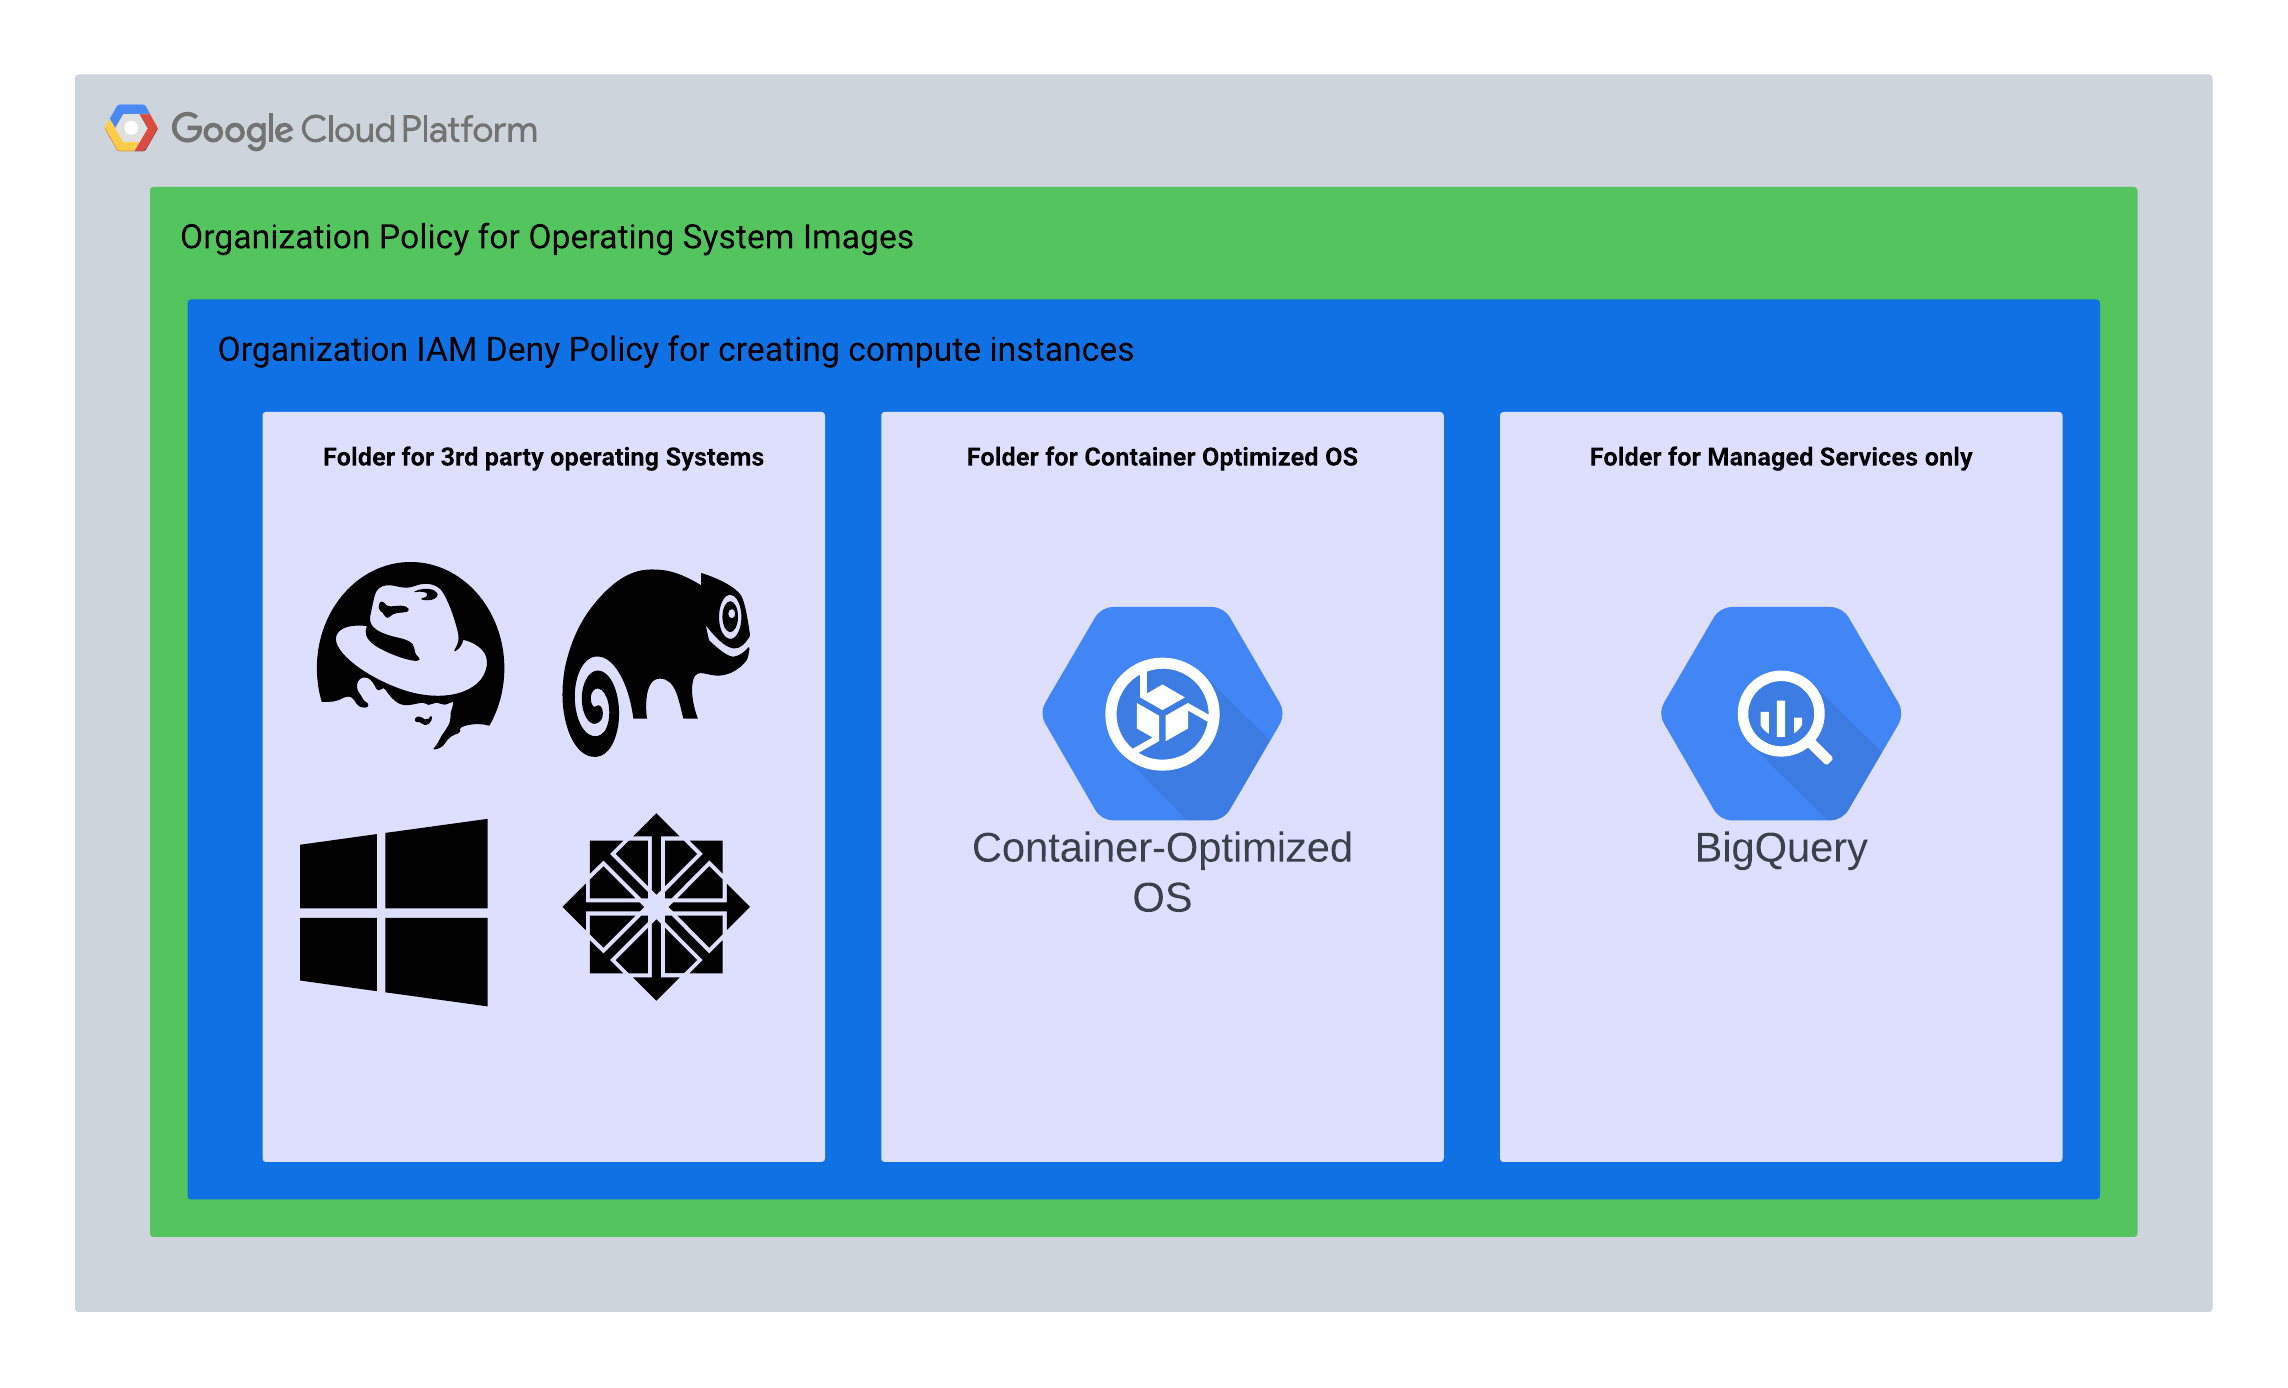 Google Cloud Platform
Organization Policy for Operating System Images
Organization IAM Deny Policy for creating compute instances
Folder for 3rd party operating Systems
Folder for Container Optimized OS
Folder for Managed Services only
Container-Optimized
OS
BigQuery